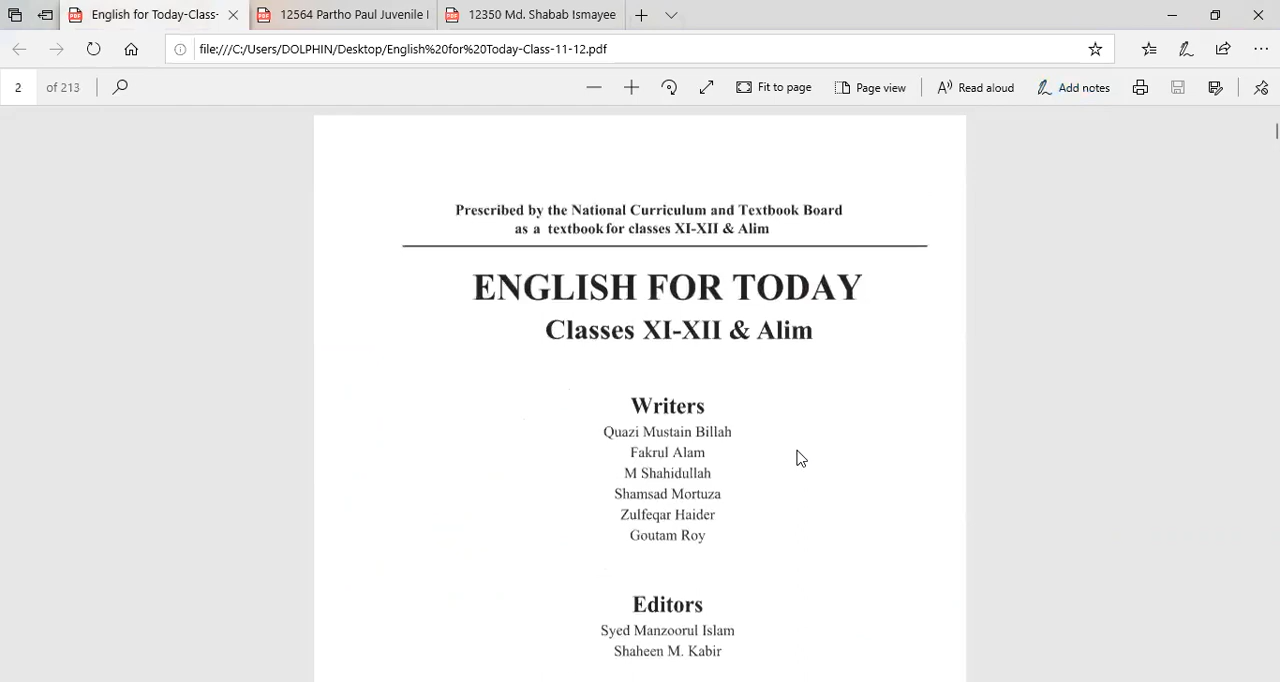 English for Today-Class-
12564 Partho Paul Juvenile I
12350 Md. Shabab Ismayee
file:///C:/Users/DOLPHIN/Desktop/English%20for%20Today-Class-11-12.pdf
2 of 213 Fit to page Page view Read aloud Add notes
Prescribed by the National Curriculum and Textbook Board
as a textbook for classes XI-XII & Alim
ENGLISH FOR TODAY
Classes XI-XII & Alim
Writers
Quazi Mustain Billah
Fakrul Alam
M Shahidullah
Shamsad Mortuza
Zulfeqar Haider
Goutam Roy
Editors
Syed Manzoorul Islam
Shaheen M. Kabir